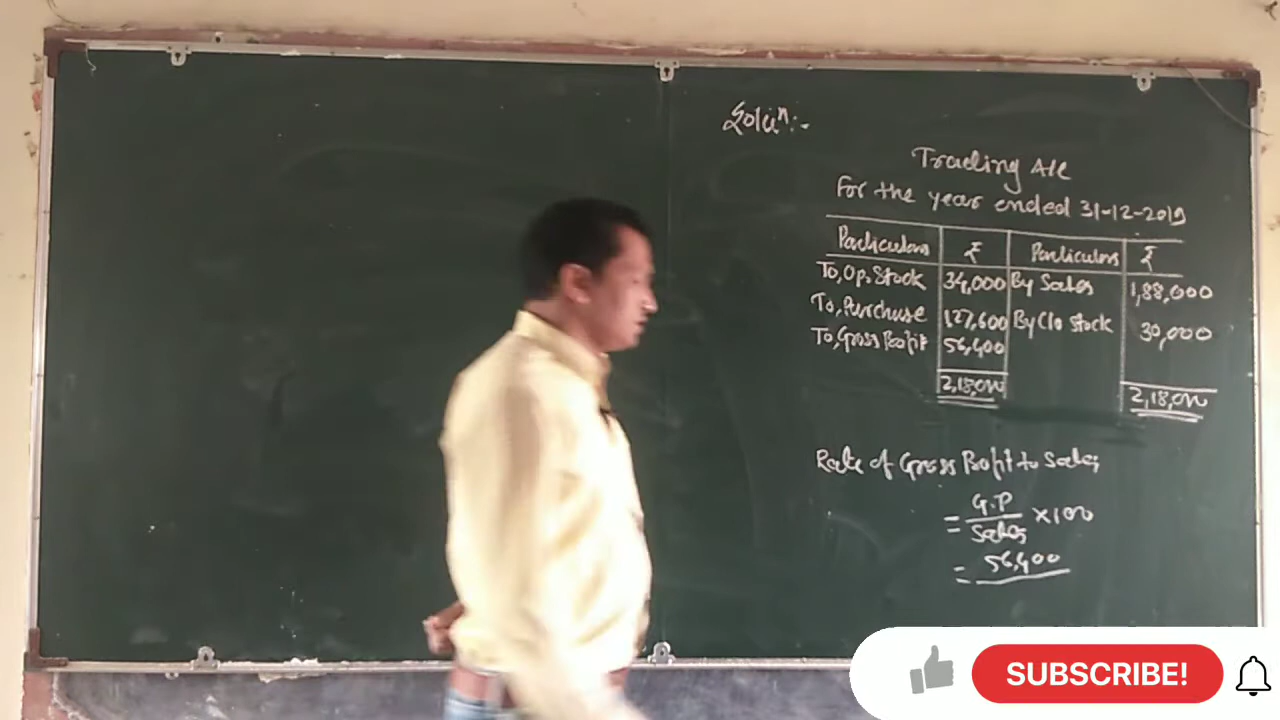 Soluⁿ:-
Trading A/c
For the year ended 31-12-2019
Particulars ₹ Particulars ₹
To, Op. Stock 34,000 By Sales 1,88,000
To, Purchase 1,27,600 By Clo Stock 30,000
To, Gross Profit 56,400
2,18,000 2,18,000
Rate of Gross Profit to Sales
= G.P / Sales ×100
= 56,400
SUBSCRIBE!